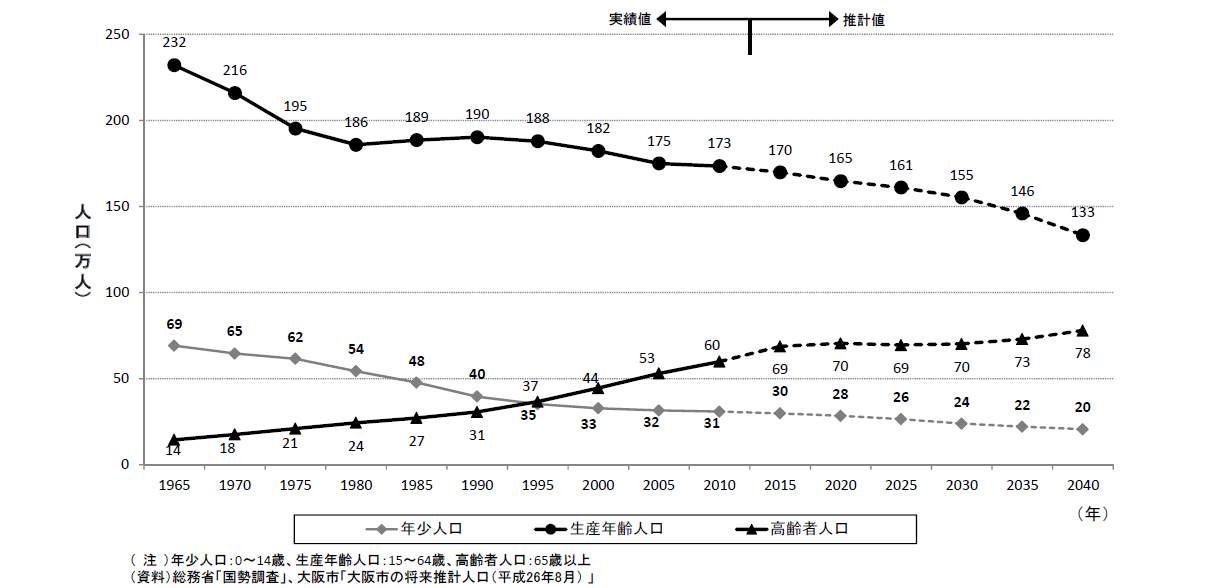 実績値 推計値
250
200
150
100
50
0
人口(万人)
232 216 195 186 189 190 188 182 175 173 170 165 161 155 146 133
69 65 62 54 48 40 35 33 32 31 30 28 26 24 22 20
14 18 21 24 27 31 37 44 53 60 69 70 69 70 73 78
1965 1970 1975 1980 1985 1990 1995 2000 2005 2010 2015 2020 2025 2030 2035 2040
(年)
年少人口 生産年齢人口 高齢者人口
( 注 )年少人口:0~14歳、生産年齢人口:15~64歳、高齢者人口:65歳以上
(資料)総務省「国勢調査」、大阪市「大阪市の将来推計人口(平成26年8月) 」